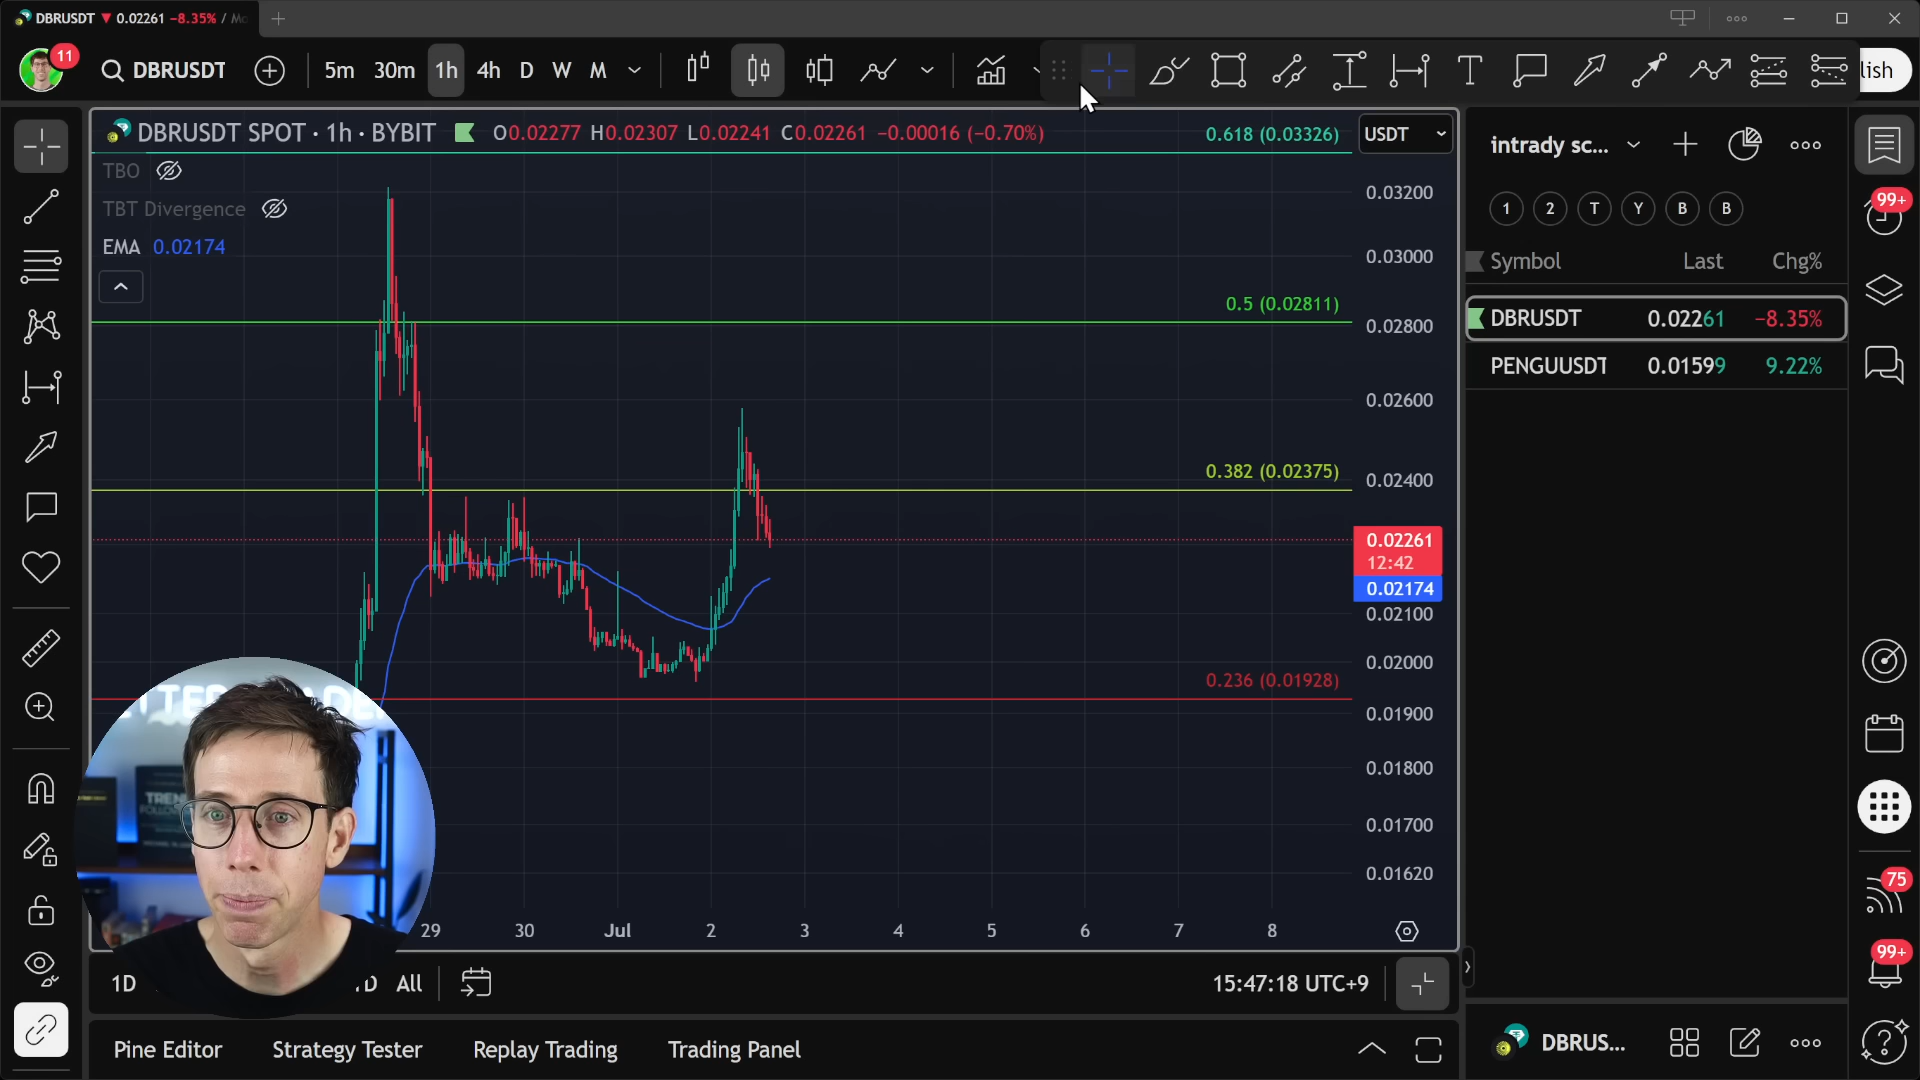 DBRUSDT ▼ 0.02261 −8.35% / Mo
11
DBRUSDT
5m 30m 1h 4h D W M
lish
DBRUSDT SPOT · 1h · BYBIT O0.02277 H0.02307 L0.02241 C0.02261 −0.00016 (−0.70%)
TBO
TBT Divergence
EMA 0.02174
0.618 (0.03326)
0.5 (0.02811)
0.382 (0.02375)
0.236 (0.01928)
USDT
0.03200
0.03000
0.02800
0.02600
0.02400
0.02261
12:42
0.02174
0.02100
0.02000
0.01900
0.01800
0.01700
0.01620
29 30 Jul 2 3 4 5 6 7 8
1D D All
15:47:18 UTC+9
Pine Editor Strategy Tester Replay Trading Trading Panel
intrady sc...
1 2 T Y B B
Symbol Last Chg%
DBRUSDT 0.02261 −8.35%
PENGUUSDT 0.01599 9.22%
DBRUS...
99+
75
99+